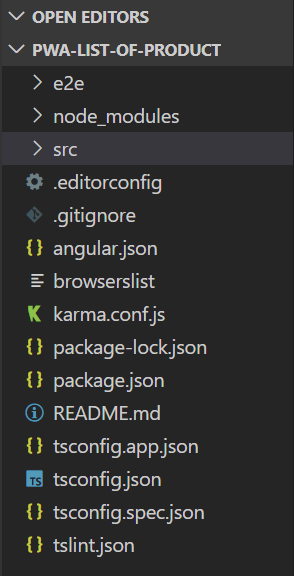 OPEN EDITORS
PWA-LIST-OF-PRODUCT
e2e
node_modules
src
.editorconfig
.gitignore
angular.json
browserslist
karma.conf.js
package-lock.json
package.json
README.md
tsconfig.app.json
TS tsconfig.json
tsconfig.spec.json
tslint.json